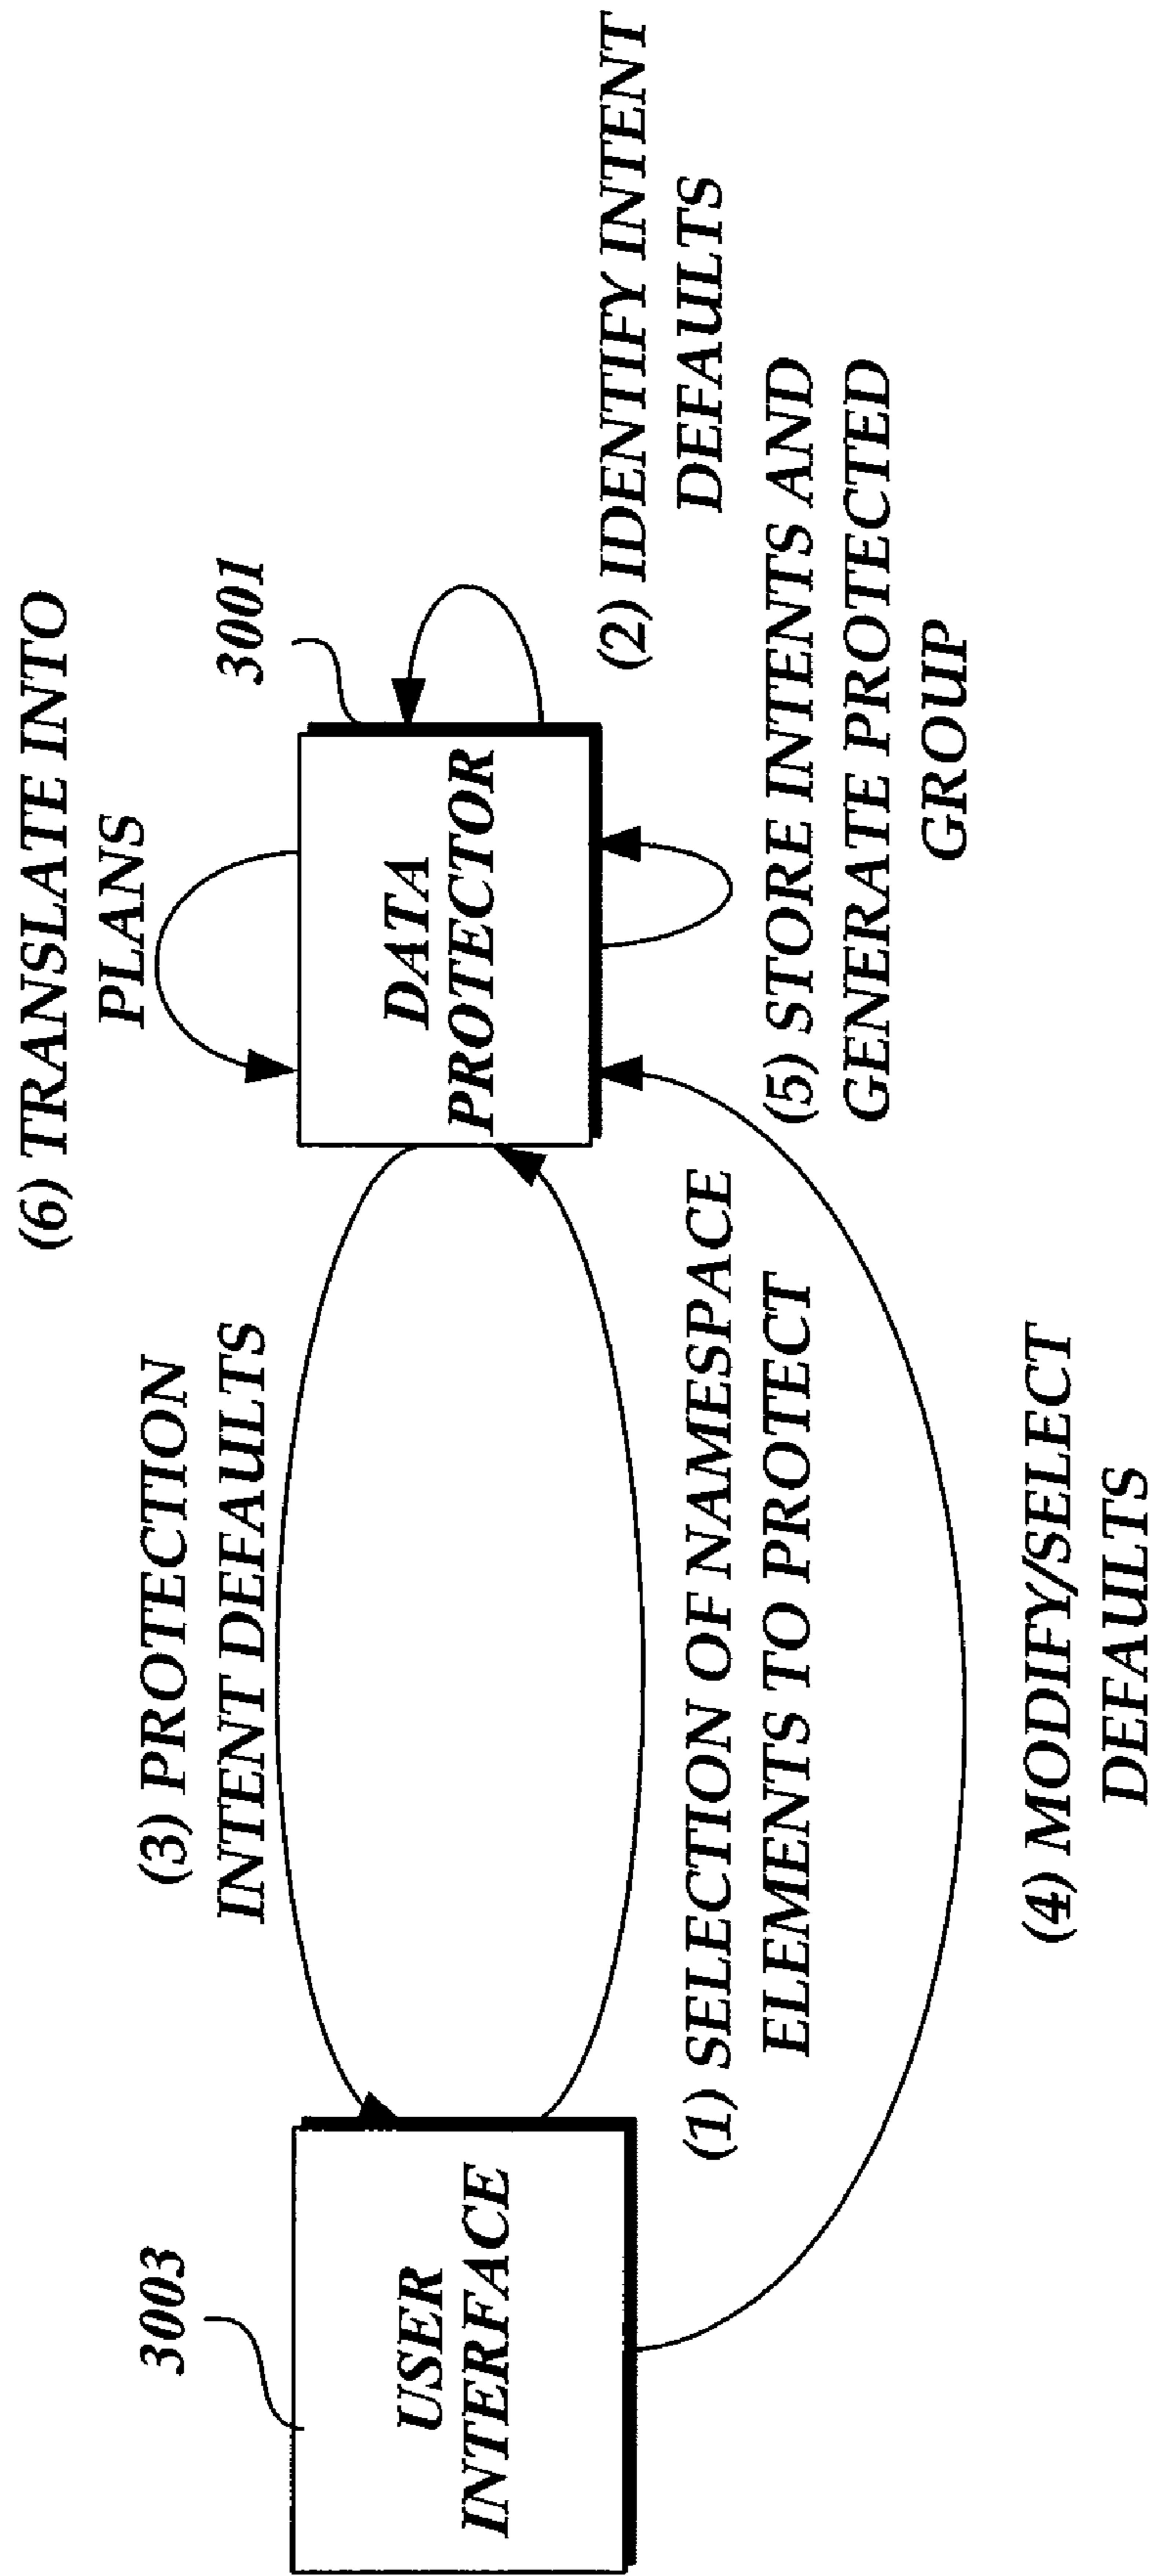 (6) TRANSLATE INTO
PLANS
3003
3001
(3) PROTECTION
INTENT DEFAULTS
USER
INTERFACE
DATA
PROTECTOR
(2) IDENTIFY INTENT
DEFAULTS
(1) SELECTION OF NAMESPACE
ELEMENTS TO PROTECT
(5) STORE INTENTS AND
GENERATE PROTECTED
GROUP
(4) MODIFY/SELECT
DEFAULTS